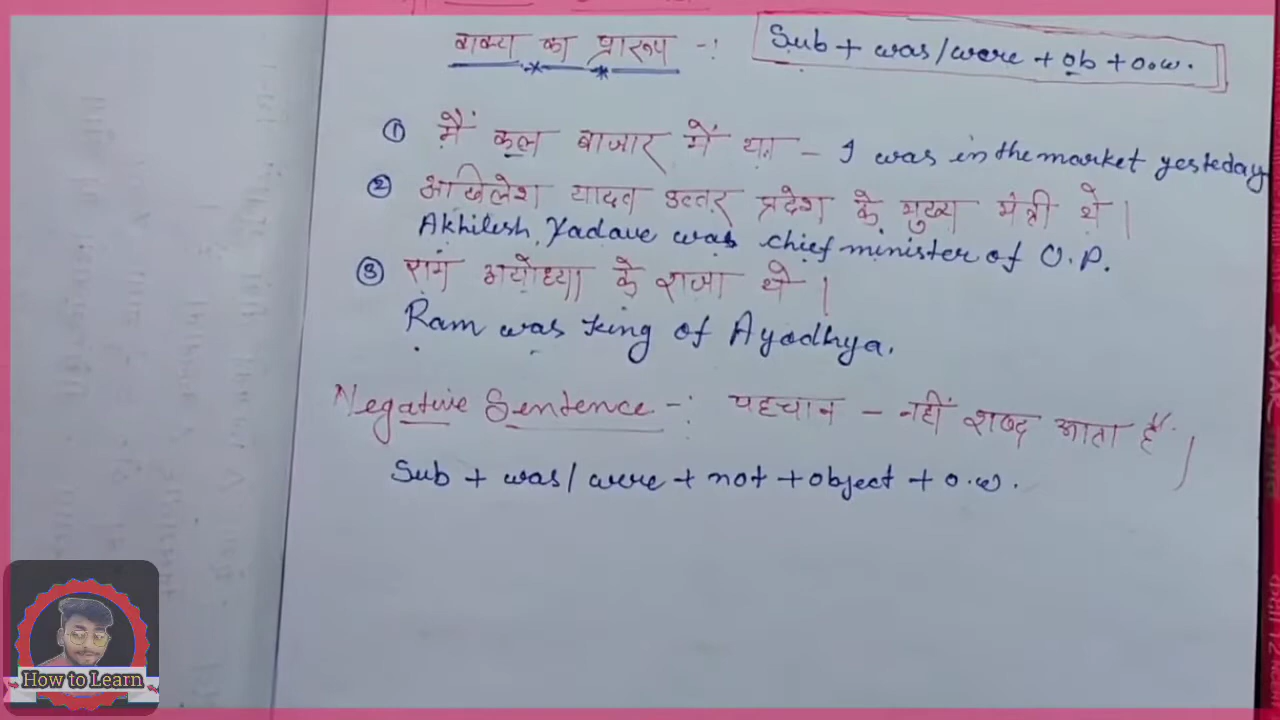 वाक्य का प्रारूप -: Sub + was/were + ob + o.w.
① मैं कल बाजार में था - I was in the market yesteday
② अखिलेश यादव उत्तर प्रदेश के मुख्य मंत्री थे।
Akhilesh Yadave was chief minister of U.P.
③ राम अयोध्या के राजा थे।
Ram was king of Ayodhya.
Negative Sentence -: पहचान - नहीं शब्द आता है।
Sub + was/were + not + object + o.w.
How to Learn